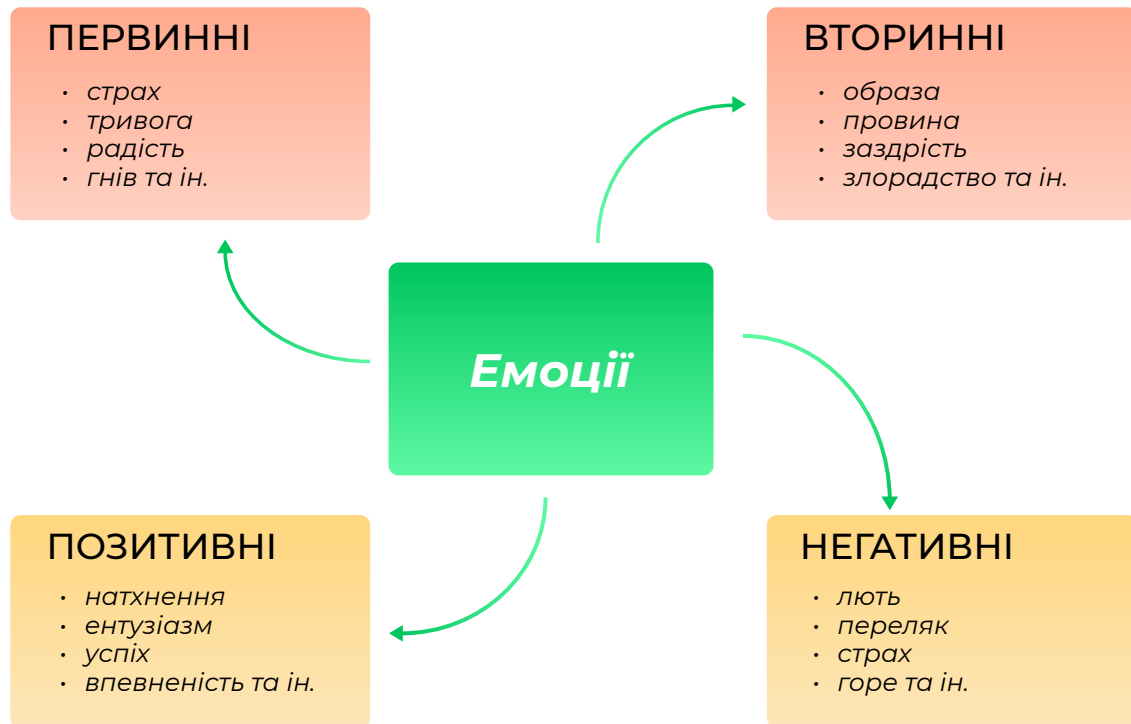 ПЕРВИННІ
• страх
• тривога
• радість
• гнів та ін.
ВТОРИННІ
• образа
• провина
• заздрість
• злорадство та ін.
Емоції
ПОЗИТИВНІ
• натхнення
• ентузіазм
• успіх
• впевненість та ін.
НЕГАТИВНІ
• лють
• переляк
• страх
• горе та ін.